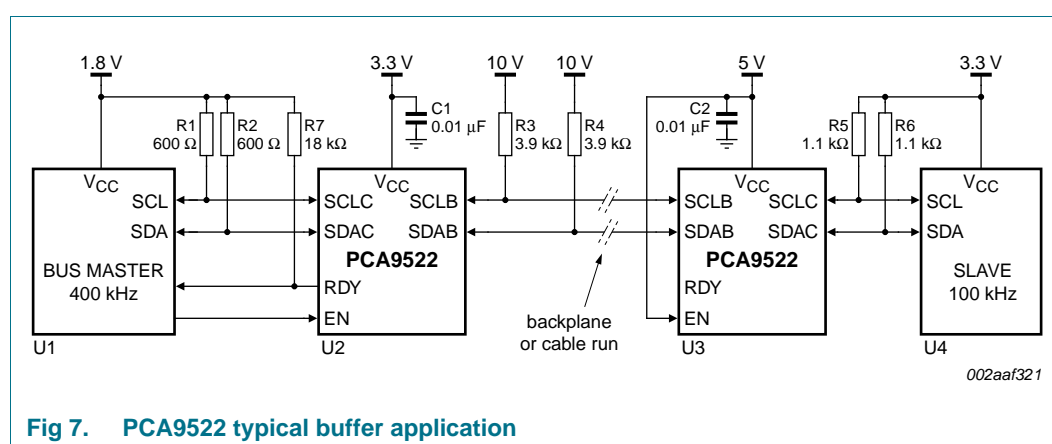 1.8 V 3.3 V 10 V 10 V 5 V 3.3 V
C1
0.01 μF
C2
0.01 μF
R1
600 Ω
R2
600 Ω
R7
18 kΩ
R3
3.9 kΩ
R4
3.9 kΩ
R5
1.1 kΩ
R6
1.1 kΩ
VCC
SCL
SDA
BUS MASTER
400 kHz
U1
VCC
SCLC SCLB
SDAC SDAB
PCA9522
RDY
EN
U2
backplane
or cable run
VCC
SCLB SCLC
SDAB SDAC
PCA9522
RDY
EN
U3
VCC
SCL
SDA
SLAVE
100 kHz
U4
002aaf321
Fig 7. PCA9522 typical buffer application